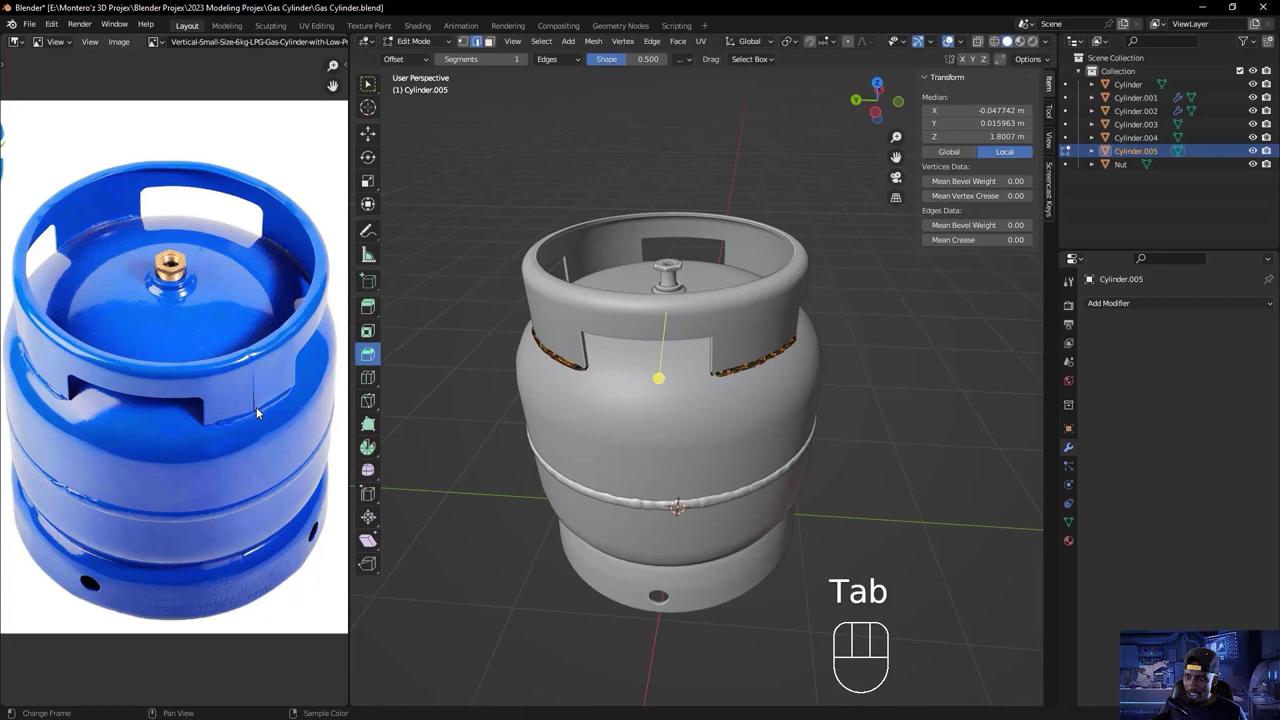 Blender* [E:\Montero'z 3D Projex\Blender Projex\2023 Modeling Projex\Gas Cylinder\Gas Cylinder.blend]
File Edit Render Window Help Layout Modeling Sculpting UV Editing Texture Paint Shading Animation Rendering Compositing Geometry Nodes Scripting + Scene ViewLayer
View View Image Vertical-Small-Size-6kg-LPG-Gas-Cylinder-with-Low-Pr Edit Mode View Select Add Mesh Vertex Edge Face UV Global
Offset Segments 1 Edges Shape 0.500 ... Drag: Select Box X Y Z Options
User Perspective
(1) Cylinder.005
Transform
Median:
X -0.047742 m
Y 0.015963 m
Z 1.8007 m
Global Local
Vertices Data:
Mean Bevel Weight 0.00
Mean Vertex Crease 0.00
Edges Data:
Mean Bevel Weight 0.00
Mean Crease 0.00
Item
Tool
View
Screencast Keys
Z
Y
Scene Collection
Collection
Cylinder
Cylinder.001
Cylinder.002
Cylinder.003
Cylinder.004
Cylinder.005
Nut
Cylinder.005
Add Modifier
Tab
Change Frame Pan View Sample Color